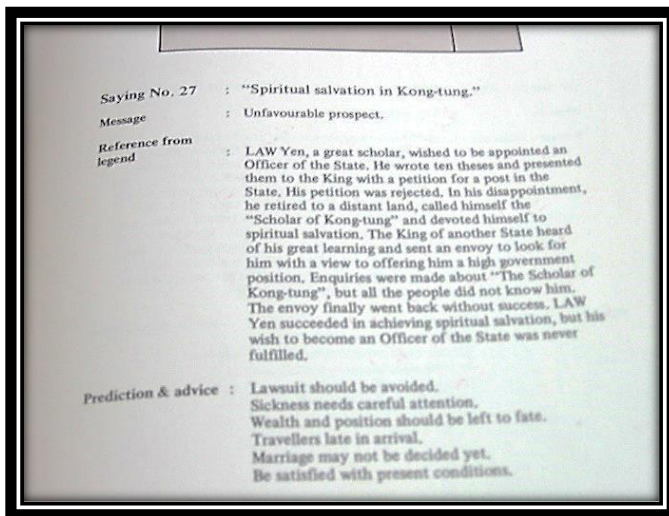 Saying No. 27 : "Spiritual salvation in Kong-tung."
Message : Unfavourable prospect.
Reference from
legend : LAW Yen, a great scholar, wished to be appointed an
Officer of the State. He wrote ten theses and presented
them to the King with a petition for a post in the
State. His petition was rejected. In his disappointment,
he retired to a distant land, called himself the
"Scholar of Kong-tung" and devoted himself to
spiritual salvation. The King of another State heard
of his great learning and sent an envoy to look for
him with a view to offering him a high government
position. Enquiries were made about "The Scholar of
Kong-tung", but all the people did not know him.
The envoy finally went back without success. LAW
Yen succeeded in achieving spiritual salvation, but his
wish to become an Officer of the State was never
fulfilled.
Prediction & advice : Lawsuit should be avoided.
Sickness needs careful attention.
Wealth and position should be left to fate.
Travellers late in arrival.
Marriage may not be decided yet.
Be satisfied with present conditions.